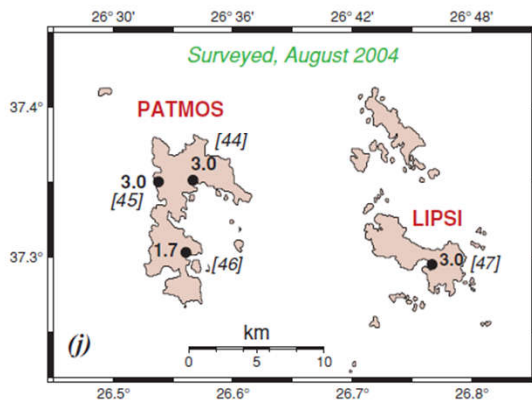 26° 30' 26° 36' 26° 42' 26° 48'
Surveyed, August 2004
37.4°
PATMOS
[44]
3.0
3.0
[45]
LIPSI
37.3°
1.7
[46]
3.0 [47]
km
(j)
0 5 10
26.5° 26.6° 26.7° 26.8°